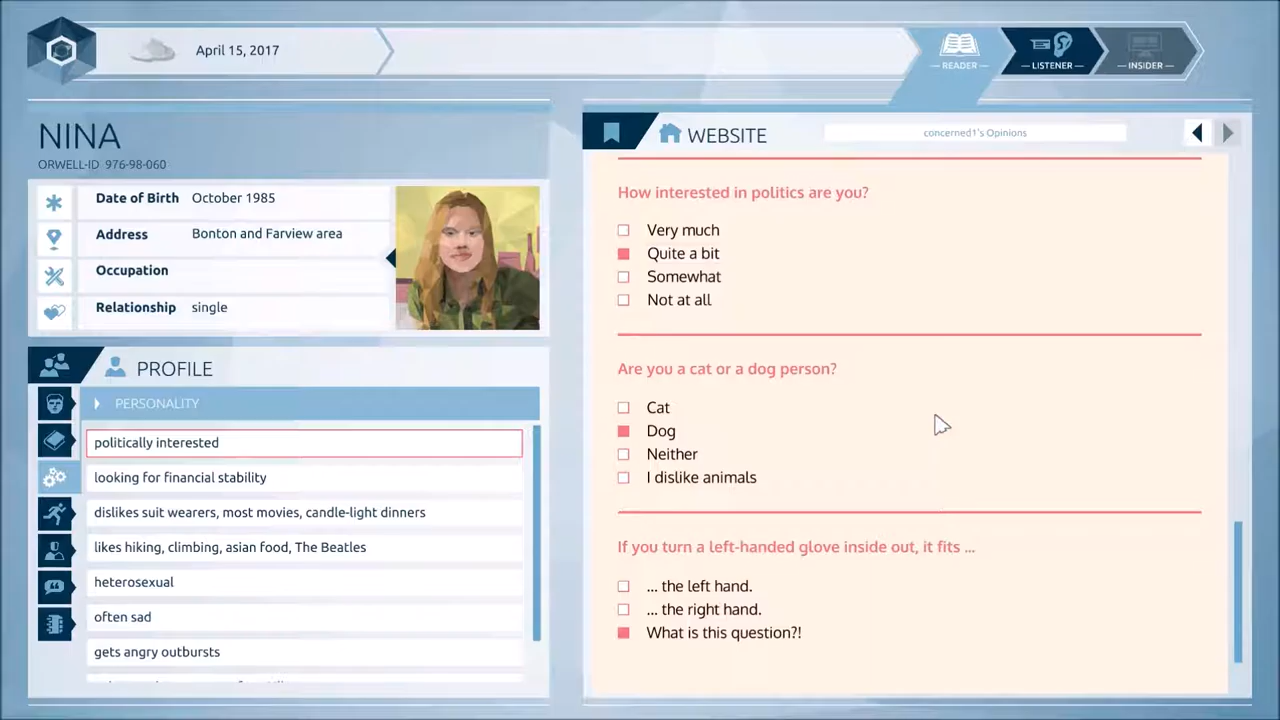 April 15, 2017
READER
LISTENER
INSIDER
NINA
ORWELL-ID 976-98-060
Date of Birth October 1985
Address Bonton and Farview area
Occupation
Relationship single
PROFILE
PERSONALITY
politically interested
looking for financial stability
dislikes suit wearers, most movies, candle-light dinners
likes hiking, climbing, asian food, The Beatles
heterosexual
often sad
gets angry outbursts
WEBSITE
concerned1's Opinions
How interested in politics are you?
Very much
Quite a bit
Somewhat
Not at all
Are you a cat or a dog person?
Cat
Dog
Neither
I dislike animals
If you turn a left-handed glove inside out, it fits ...
... the left hand.
... the right hand.
What is this question?!